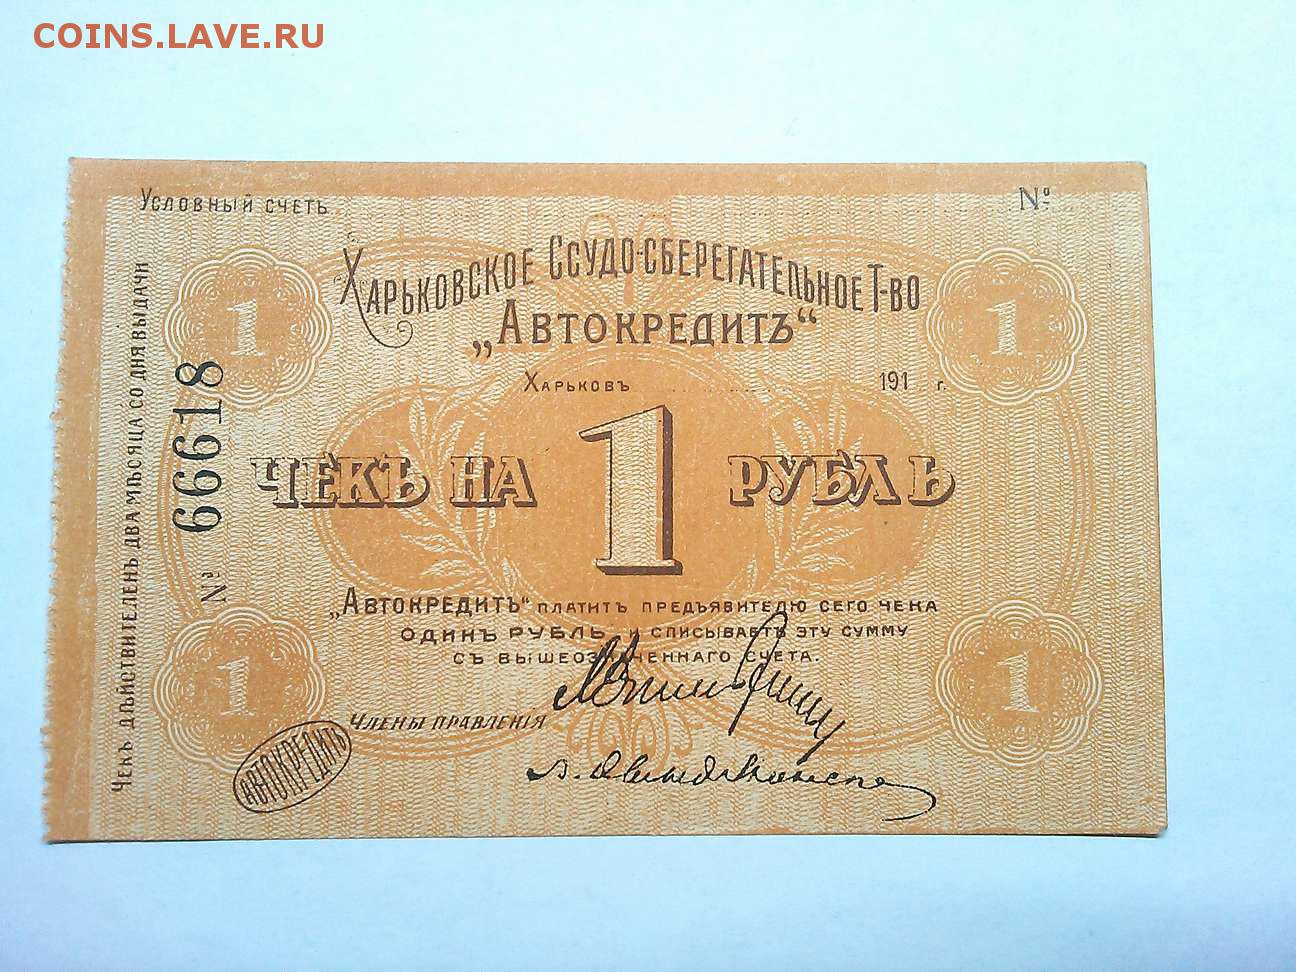 COINS.LAVE.RU
Условный счетъ №
Харьковское Ссудо-сберегательное Т-во
„Автокредитъ“
Харьковъ 191 г.
ЧЕКЪ НА 1 РУБЛЬ
„Автокредитъ“ платитъ предъявителю сего чека
одинъ рубль и списываетъ эту сумму
съ вышеозначеннаго счета.
Члены правленія
АВТОКРЕДИТЪ
Чекъ дѣйствителенъ два мѣсяца со дня выдачи
№ 66618
1
1
1
1